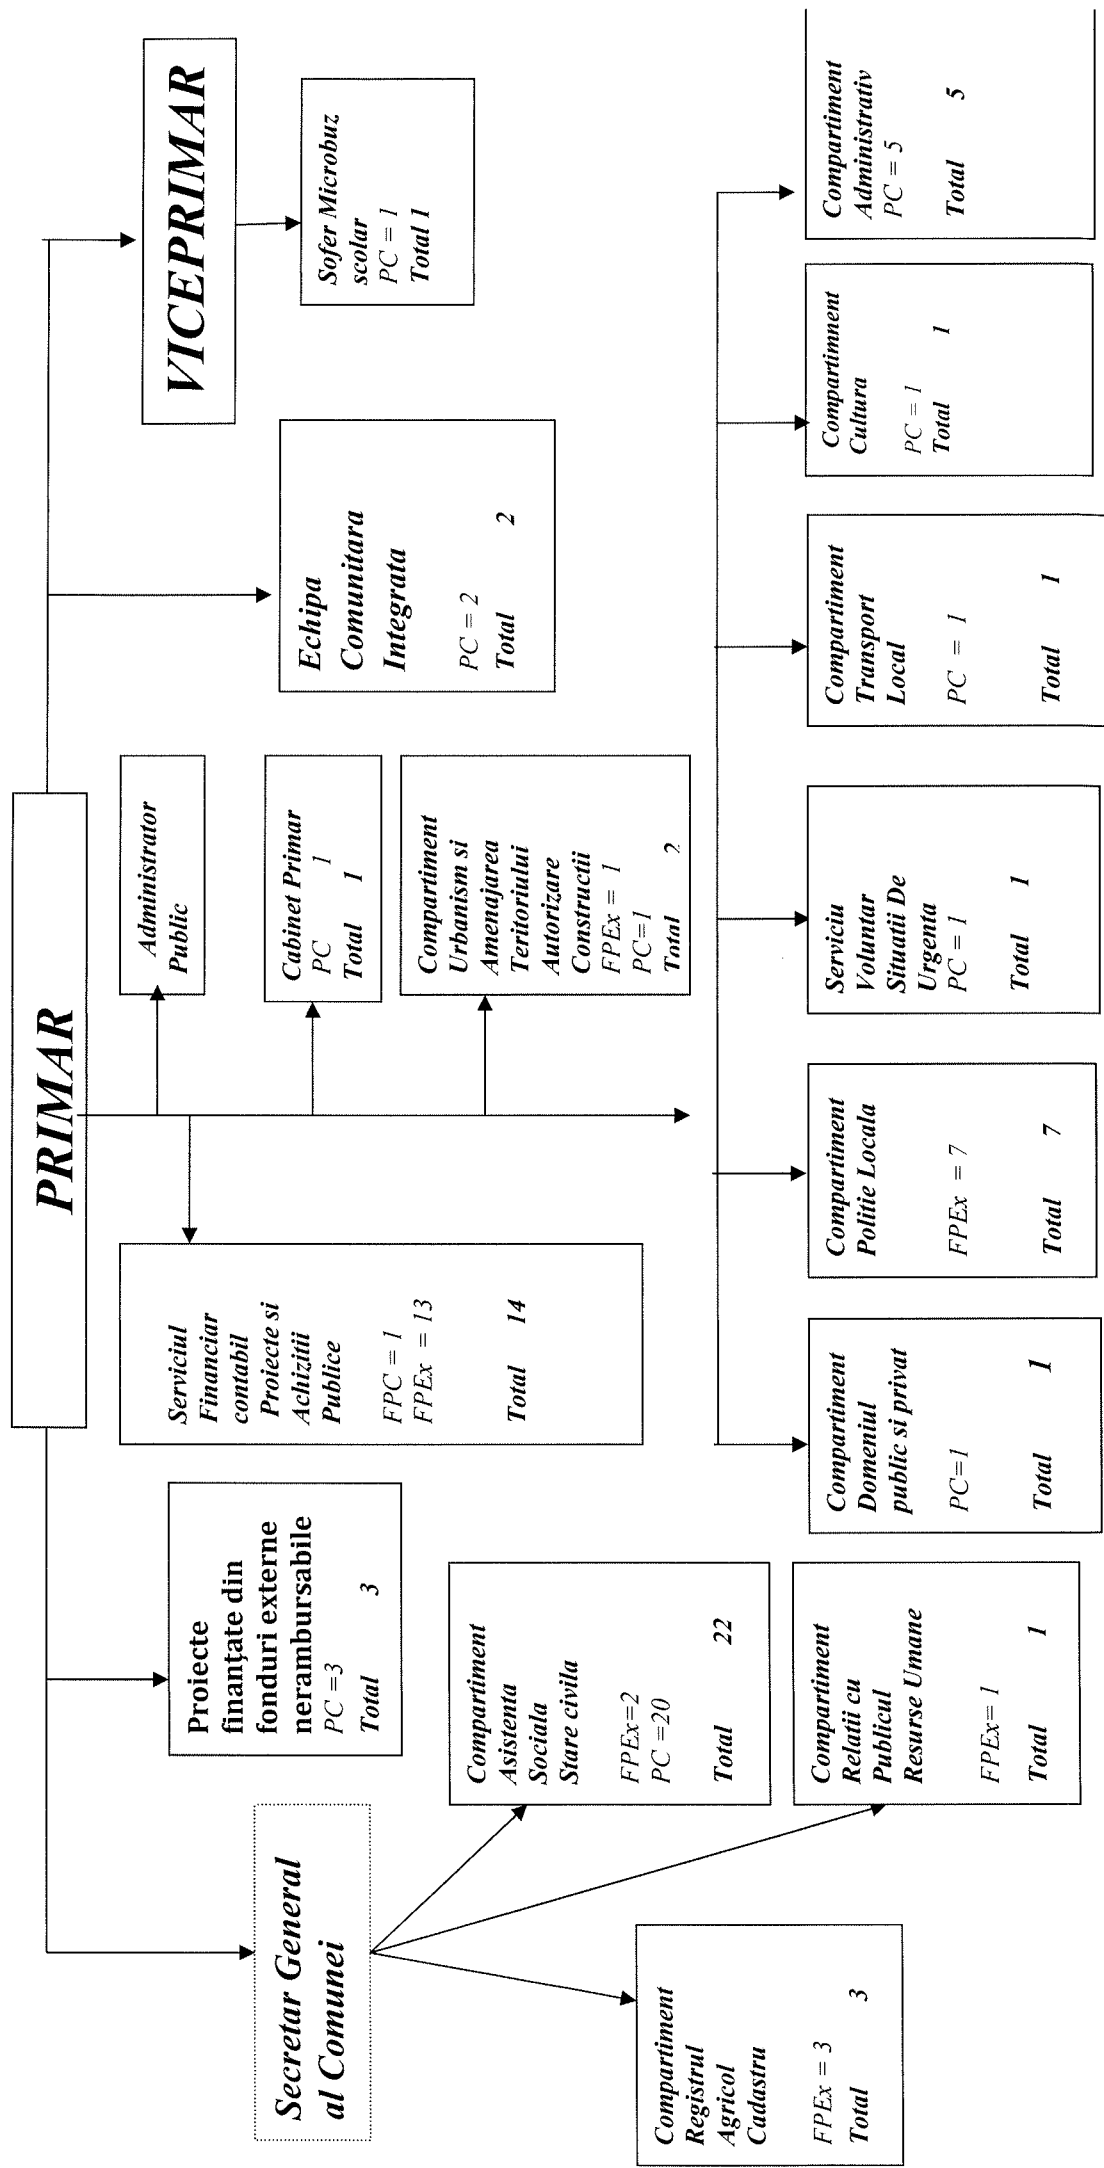 PRIMAR
VICEPRIMAR
Sofer Microbuz
scolar
PC = 1
Total 1
Echipa
Comunitara
Integrata
PC = 2
Total 2
Administrator
Public
Cabinet Primar
PC 1
Total 1
Compartiment
Urbanism si
Amenajarea
Teritoriului
Autorizare
Constructii
FPEx = 1
PC=1
Total 2
Serviciul
Financiar
contabil
Proiecte si
Achizitii
Publice
FPC = 1
FPEx = 13
Total 14
Proiecte
finanțate din
fonduri externe
nerambursabile
PC =3
Total 3
Secretar General
al Comunei
Compartiment
Asistenta
Sociala
Stare civila
FPEx=2
PC =20
Total 22
Compartiment
Relatii cu
Publicul
Resurse Umane
FPEx= 1
Total 1
Compartiment
Registrul
Agricol
Cadastru
FPEx = 3
Total 3
Compartiment
Domeniul
public si privat
PC=1
Total 1
Compartiment
Politie Locala
FPEx = 7
Total 7
Serviciu
Voluntar
Situatii De
Urgenta
PC = 1
Total 1
Compartiment
Transport
Local
PC = 1
Total 1
Compartimnent
Cultura
PC = 1
Total 1
Compartiment
Administrativ
PC = 5
Total 5